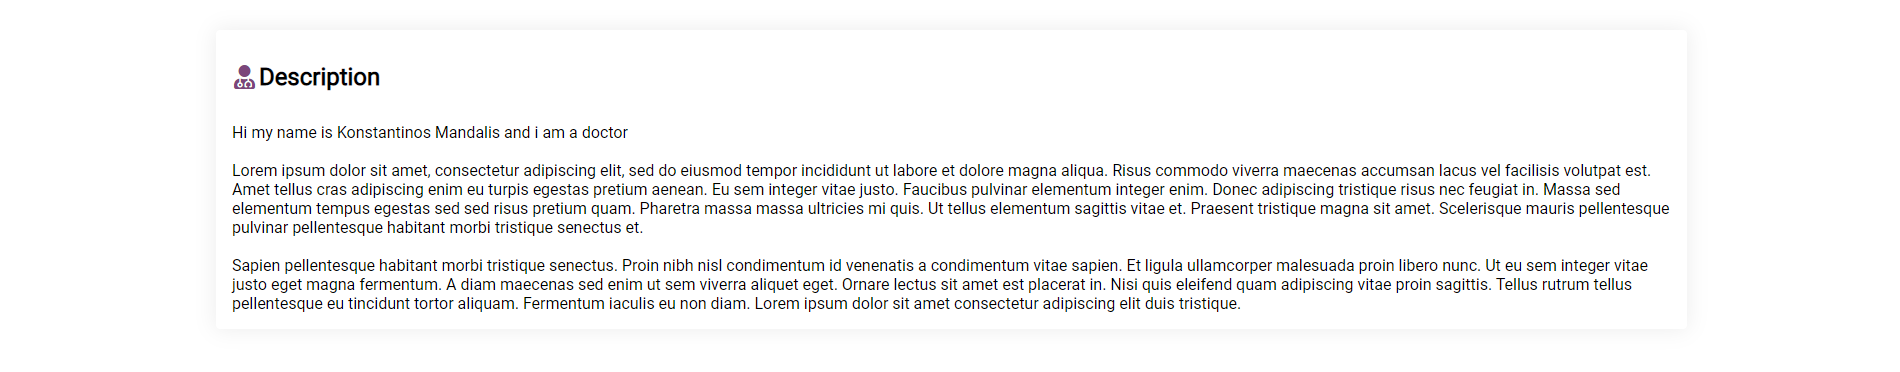 Description
Hi my name is Konstantinos Mandalis and i am a doctor
Lorem ipsum dolor sit amet, consectetur adipiscing elit, sed do eiusmod tempor incididunt ut labore et dolore magna aliqua. Risus commodo viverra maecenas accumsan lacus vel facilisis volutpat est.
Amet tellus cras adipiscing enim eu turpis egestas pretium aenean. Eu sem integer vitae justo. Faucibus pulvinar elementum integer enim. Donec adipiscing tristique risus nec feugiat in. Massa sed
elementum tempus egestas sed sed risus pretium quam. Pharetra massa massa ultricies mi quis. Ut tellus elementum sagittis vitae et. Praesent tristique magna sit amet. Scelerisque mauris pellentesque
pulvinar pellentesque habitant morbi tristique senectus et.
Sapien pellentesque habitant morbi tristique senectus. Proin nibh nisl condimentum id venenatis a condimentum vitae sapien. Et ligula ullamcorper malesuada proin libero nunc. Ut eu sem integer vitae
justo eget magna fermentum. A diam maecenas sed enim ut sem viverra aliquet eget. Ornare lectus sit amet est placerat in. Nisi quis eleifend quam adipiscing vitae proin sagittis. Tellus rutrum tellus
pellentesque eu tincidunt tortor aliquam. Fermentum iaculis eu non diam. Lorem ipsum dolor sit amet consectetur adipiscing elit duis tristique.